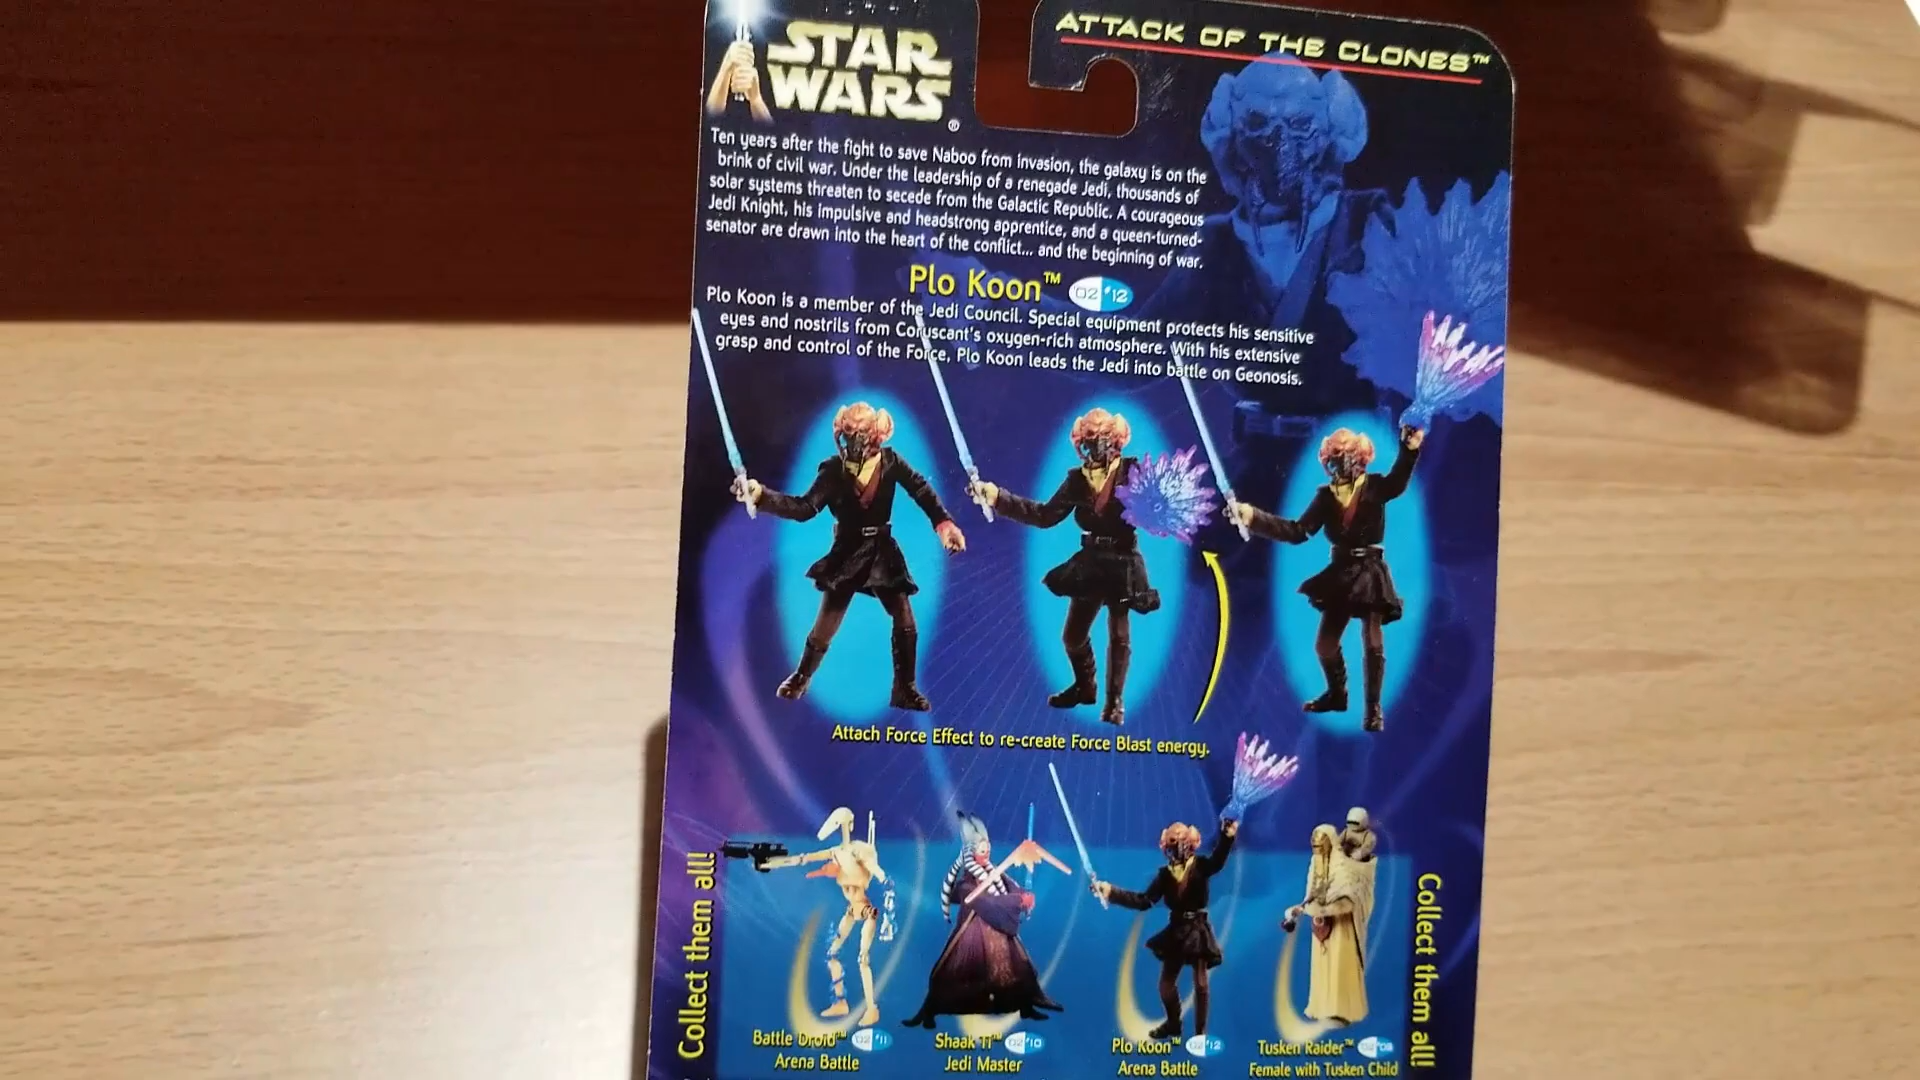 STAR
WARS®
ATTACK OF THE CLONES™
Ten years after the fight to save Naboo from invasion, the galaxy is on the
brink of civil war. Under the leadership of a renegade Jedi, thousands of
solar systems threaten to secede from the Galactic Republic. A courageous
Jedi Knight, his impulsive and headstrong apprentice, and a queen-turned-
senator are drawn into the heart of the conflict... and the beginning of war.
Plo Koon™ '02 #12
Plo Koon is a member of the Jedi Council. Special equipment protects his sensitive
eyes and nostrils from Coruscant's oxygen-rich atmosphere. With his extensive
grasp and control of the Force, Plo Koon leads the Jedi into battle on Geonosis.
Attach Force Effect to re-create Force Blast energy.
Collect them all!
Battle Droid™ '02 #11
Arena Battle
Shaak Ti™ '02 #10
Jedi Master
Plo Koon™ '02 #12
Arena Battle
Tusken Raider™
Female with Tusken Child
Collect them all!